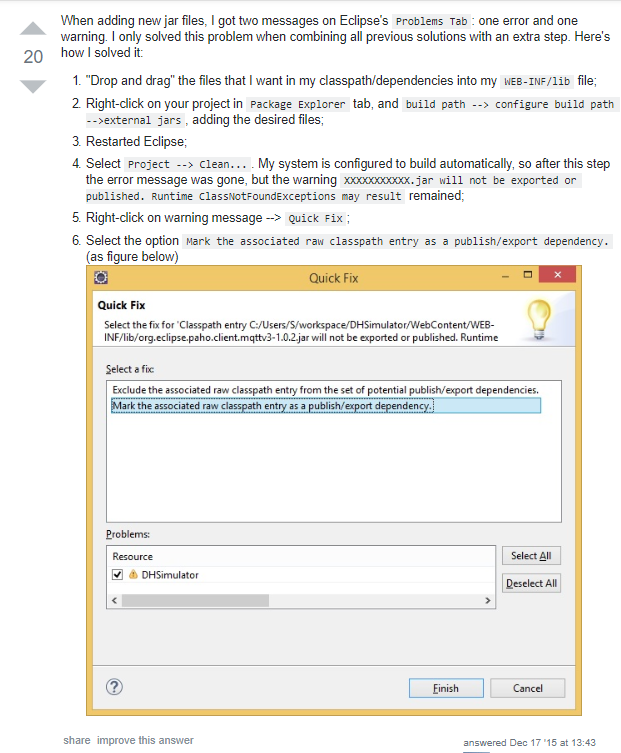 When adding new jar files, I got two messages on Eclipse's Problems Tab : one error and one
warning. I only solved this problem when combining all previous solutions with an extra step. Here's
20
how I solved it:
1. "Drop and drag" the files that I want in my classpath/dependencies into my WEB-INF/lib file;
2. Right-click on your project in Package Explorer tab, and build path --> configure build path
-->external jars , adding the desired files;
3. Restarted Eclipse;
4. Select Project --> Clean... . My system is configured to build automatically, so after this step
the error message was gone, but the warning XXXXXXXXXXX.jar will not be exported or
published. Runtime ClassNotFoundExceptions may result remained;
5. Right-click on warning message --> Quick Fix ;
6. Select the option Mark the associated raw classpath entry as a publish/export dependency.
(as figure below)
Quick Fix
Quick Fix
Select the fix for 'Classpath entry C:/Users/S/workspace/DHSimulator/WebContent/WEB-
INF/lib/org.eclipse.paho.client.mqttv3-1.0.2.jar will not be exported or published. Runtime
Select a fix:
Exclude the associated raw classpath entry from the set of potential publish/export dependencies.
Mark the associated raw classpath entry as a publish/export dependency.
Problems:
Resource
Select All
DHSimulator
Deselect All
Finish
Cancel
share improve this answer
answered Dec 17 '15 at 13:43